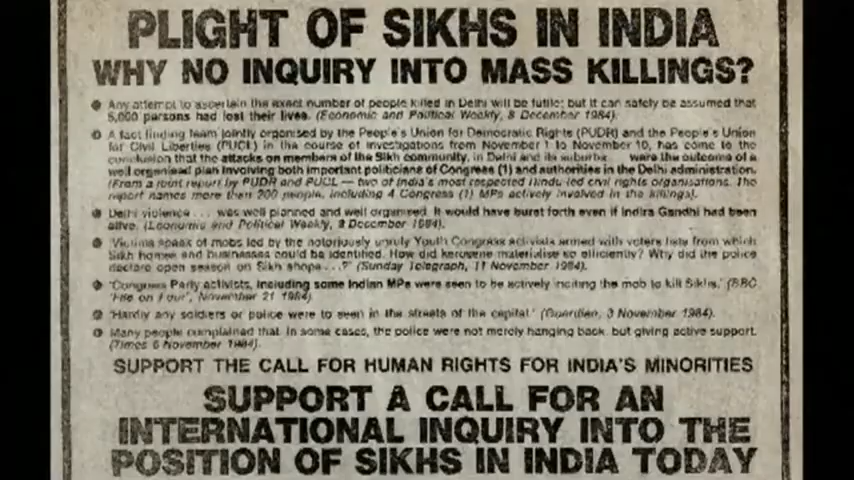 PLIGHT OF SIKHS IN INDIA
WHY NO INQUIRY INTO MASS KILLINGS?
● Any attempt to ascertain the exact number of people killed in Delhi will be futile; but it can safely be assumed that
5,000 persons had lost their lives. (Economic and Political Weekly, 8 December 1984).
● A fact finding team jointly organised by the People's Union for Democratic Rights (PUDR) and the People's Union
for Civil Liberties (PUCL) in the course of investigations from November 1 to November 10, has come to the
conclusion that the attacks on members of the Sikh community, in Delhi and its suburbs ... were the outcome of a
well organised plan involving both important politicians of Congress (1) and authorities in the Delhi administration.
(From a joint report by PUDR and PUCL — two of India's most respected Hindu led civil rights organisations. The
report names more than 200 people, including 4 Congress (1) MPs actively involved in the killings).
● Delhi violence ... was well planned and well organised. It would have burst forth even if Indira Gandhi had been
alive. (Economic and Political Weekly, December 1984).
● 'Victims speak of mobs led by the notoriously unruly Youth Congress activists armed with voters lists from which
Sikh homes and businesses could be identified. How did kerosene materialise so efficiently? Why did the police
declare open season on Sikh shops ...?' (Sunday Telegraph, 11 November 1984).
● 'Congress Party activists, including some Indian MPs were seen to be actively inciting the mob to kill Sikhs.' (BBC
'File on Four', November 21 1984).
● 'Hardly any soldiers or police were to seen in the streets of the capital.' (Guardian, 3 November 1984).
● Many people complained that in some cases, the police were not merely hanging back, but giving active support.
(Times 6 November 1984).
SUPPORT THE CALL FOR HUMAN RIGHTS FOR INDIA'S MINORITIES
SUPPORT A CALL FOR AN
INTERNATIONAL INQUIRY INTO THE
POSITION OF SIKHS IN INDIA TODAY